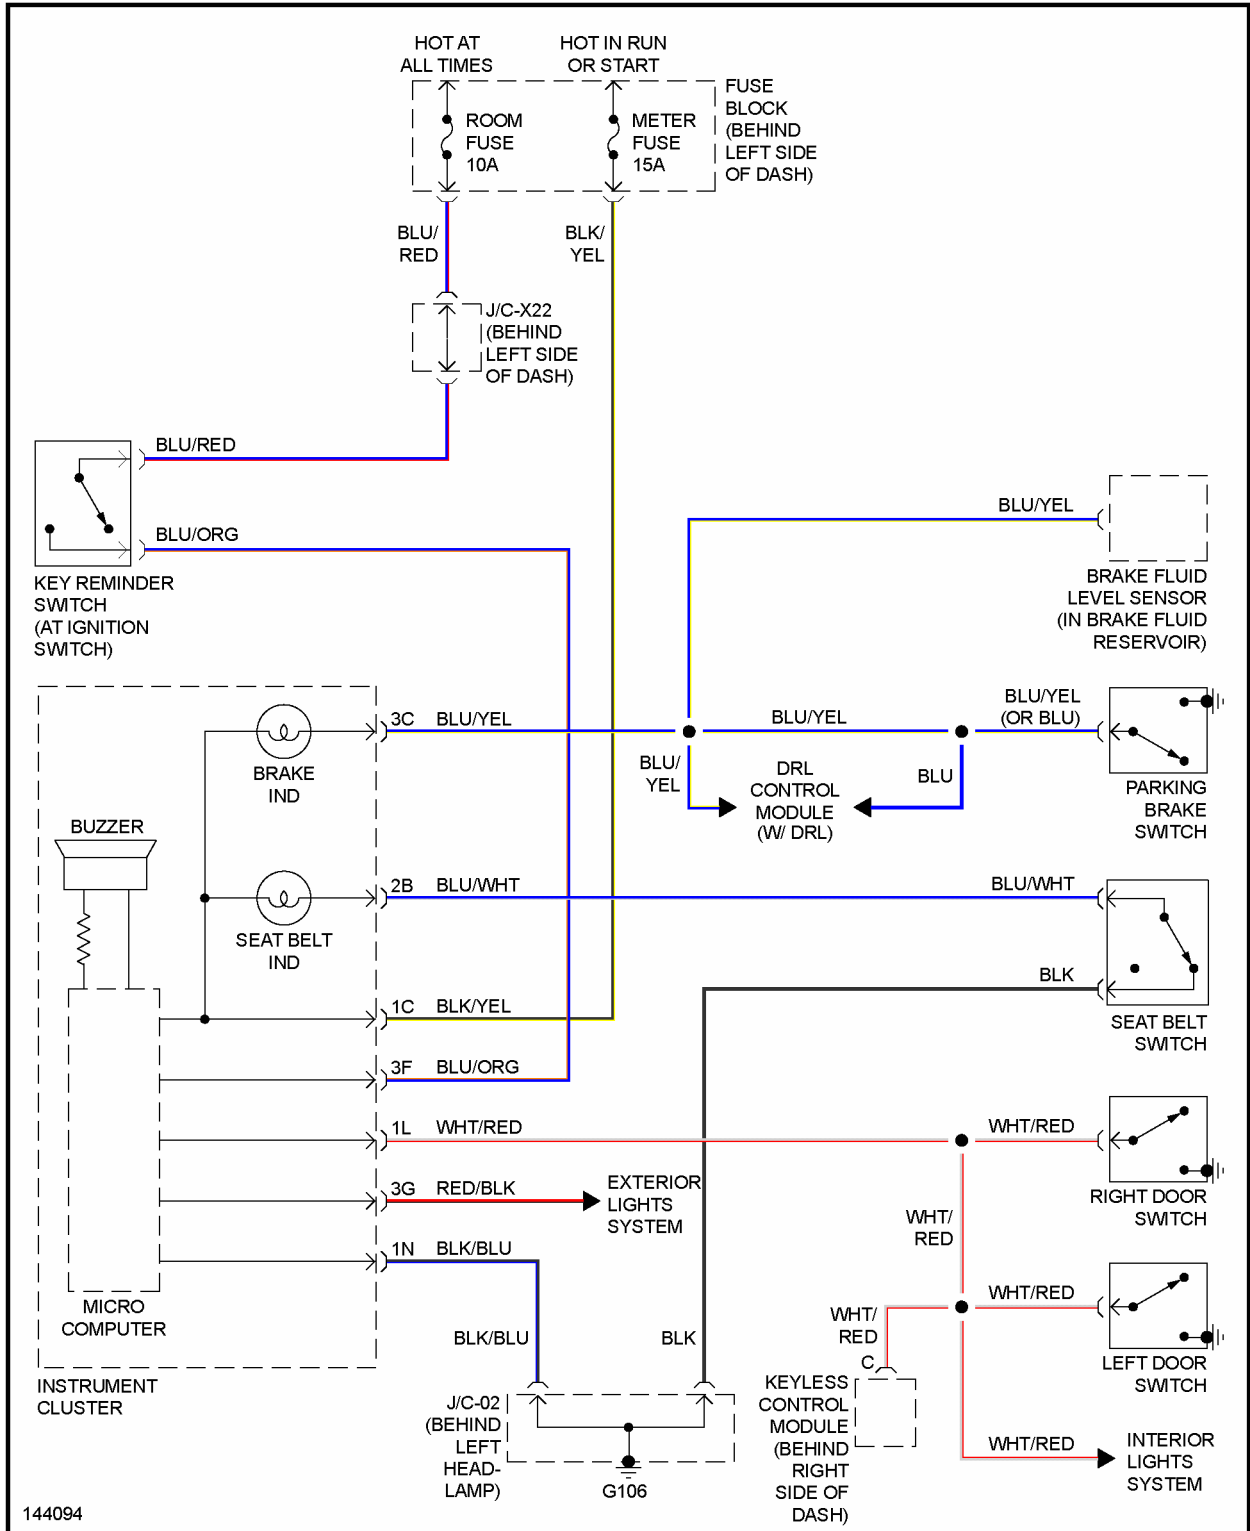 HOT AT
ALL TIMES
HOT IN RUN
OR START
ROOM
FUSE
10A
METER
FUSE
15A
FUSE
BLOCK
(BEHIND
LEFT SIDE
OF DASH)
BLU/
RED
BLK/
YEL
J/C-X22
(BEHIND
LEFT SIDE
OF DASH)
BLU/RED
BLU/ORG
KEY REMINDER
SWITCH
(AT IGNITION
SWITCH)
BLU/YEL
BRAKE FLUID
LEVEL SENSOR
(IN BRAKE FLUID
RESERVOIR)
3C BLU/YEL
BLU/YEL
BLU/YEL
(OR BLU)
BRAKE
IND
BLU/
YEL
DRL
CONTROL
MODULE
(W/ DRL)
BLU
PARKING
BRAKE
SWITCH
BUZZER
2B BLU/WHT
BLU/WHT
SEAT BELT
IND
BLK
SEAT BELT
SWITCH
1C BLK/YEL
3F BLU/ORG
1L WHT/RED
WHT/RED
3G RED/BLK
EXTERIOR
LIGHTS
SYSTEM
RIGHT DOOR
SWITCH
WHT/
RED
1N BLK/BLU
WHT/RED
MICRO
COMPUTER
BLK/BLU
BLK
WHT/
RED
C
LEFT DOOR
SWITCH
INSTRUMENT
CLUSTER
J/C-02
(BEHIND
LEFT
HEAD-
LAMP)
G106
KEYLESS
CONTROL
MODULE
(BEHIND
RIGHT
SIDE OF
DASH)
WHT/RED
INTERIOR
LIGHTS
SYSTEM
144094